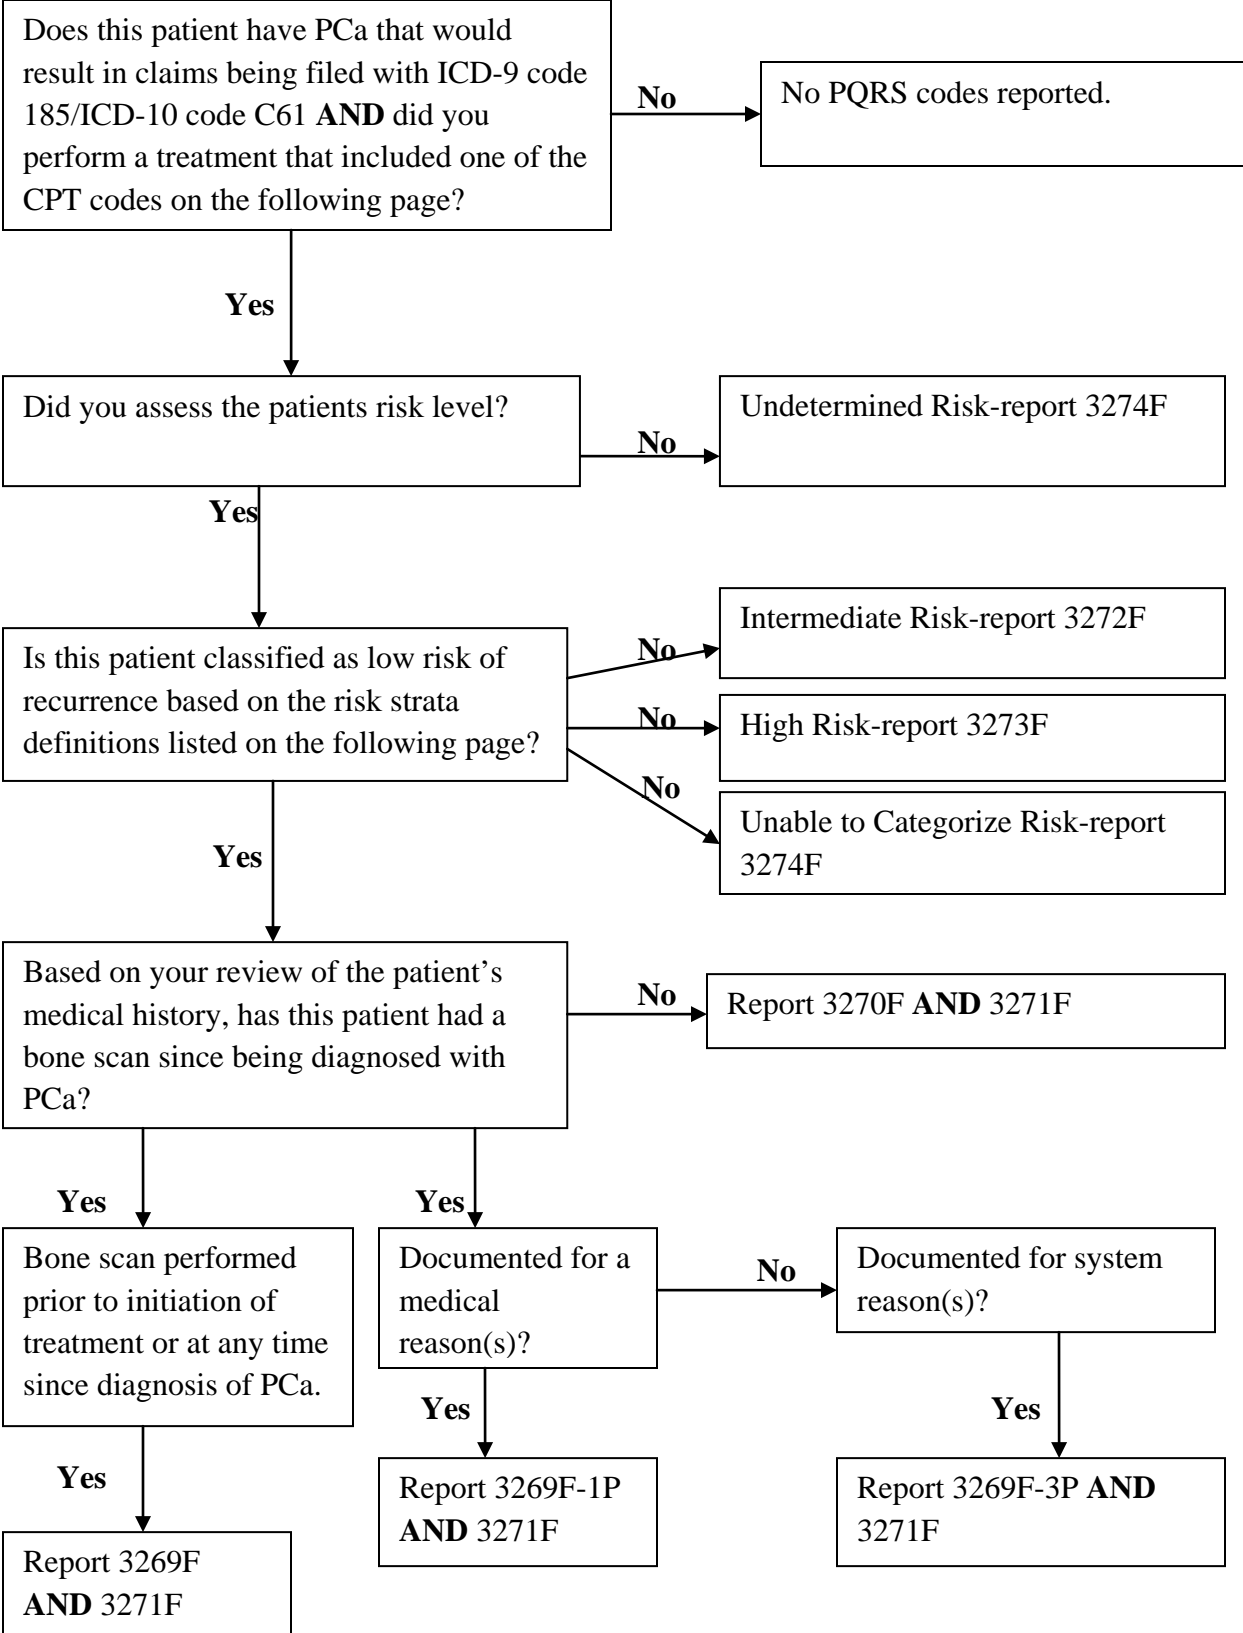 Does this patient have PCa that would
result in claims being filed with ICD-9 code
185/ICD-10 code C61 AND did you
perform a treatment that included one of the
CPT codes on the following page?
No
No PQRS codes reported.
Yes
Did you assess the patients risk level?
No
Undetermined Risk-report 3274F
Yes
Is this patient classified as low risk of
recurrence based on the risk strata
definitions listed on the following page?
No
Intermediate Risk-report 3272F
No
High Risk-report 3273F
No
Unable to Categorize Risk-report
3274F
Yes
Based on your review of the patient’s
medical history, has this patient had a
bone scan since being diagnosed with
PCa?
No
Report 3270F AND 3271F
Yes
Yes
Bone scan performed
prior to initiation of
treatment or at any time
since diagnosis of PCa.
Documented for a
medical
reason(s)?
No
Documented for system
reason(s)?
Yes
Yes
Yes
Report 3269F-1P
AND 3271F
Report 3269F-3P AND
3271F
Report 3269F
AND 3271F